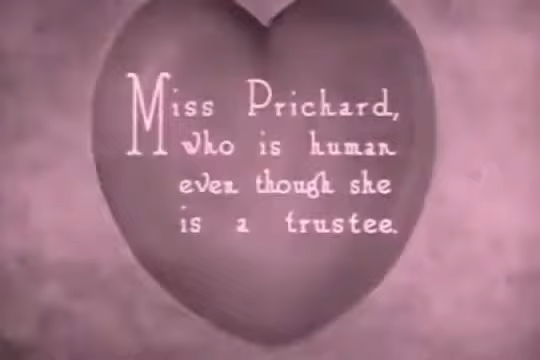 Miss Prichard,
who is human
even though she
is a trustee.